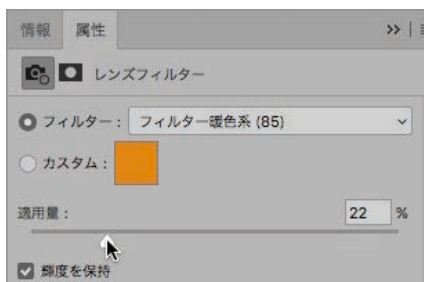 情報 属性
レンズフィルター
フィルター： フィルター暖色系 (85)
カスタム：
適用量： 22 %
輝度を保持